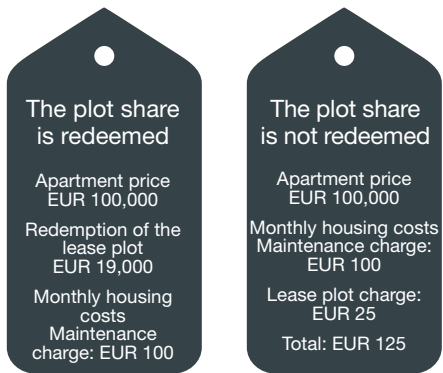 The plot share
is redeemed
Apartment price
EUR 100,000
Redemption of the
lease plot
EUR 19,000
Monthly housing
costs
Maintenance
charge: EUR 100
The plot share
is not redeemed
Apartment price
EUR 100,000
Monthly housing costs
Maintenance charge:
EUR 100
Lease plot charge:
EUR 25
Total: EUR 125